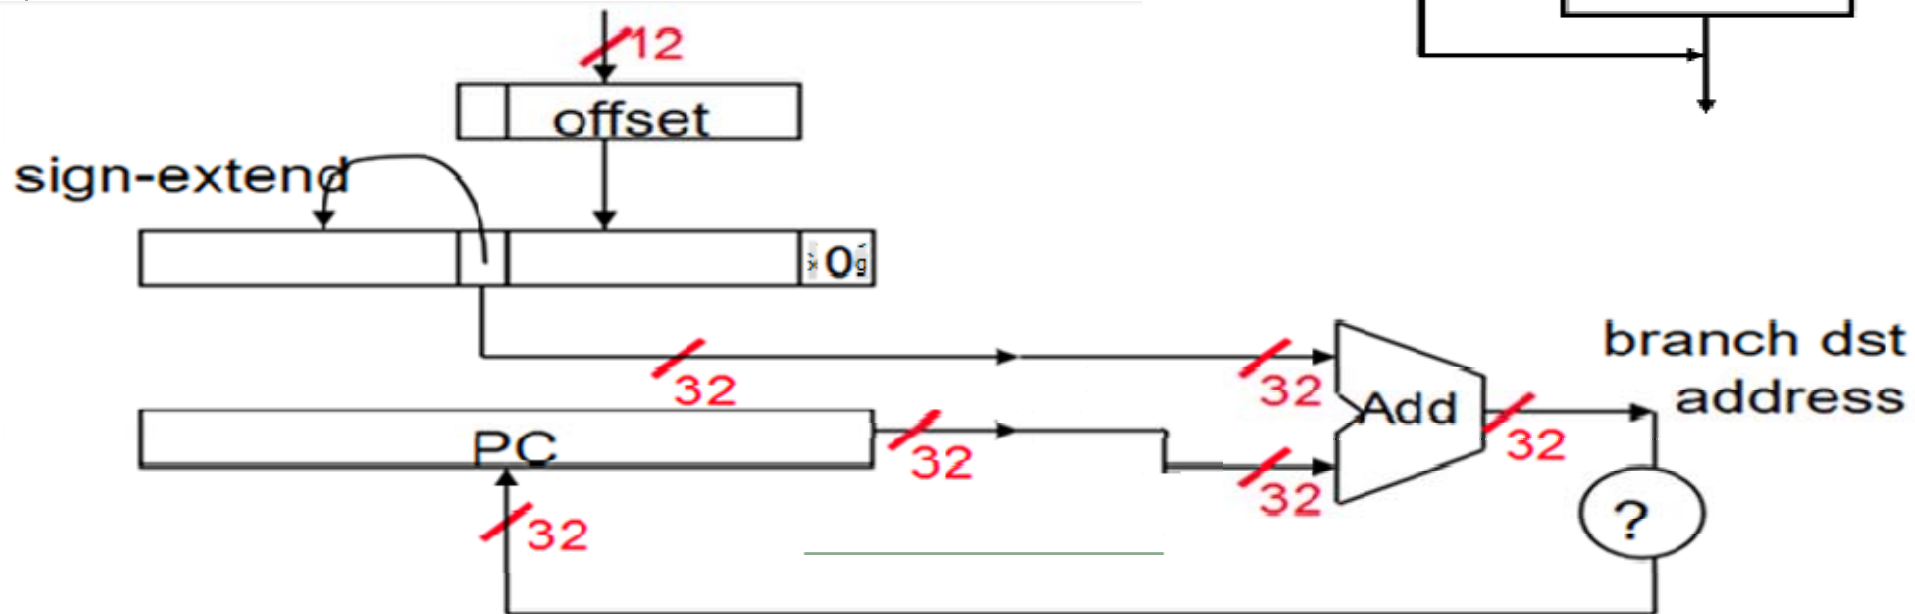 12
offset
sign-extend
0
32
32
branch dst
address
Add
PC
32
32
32
32
?